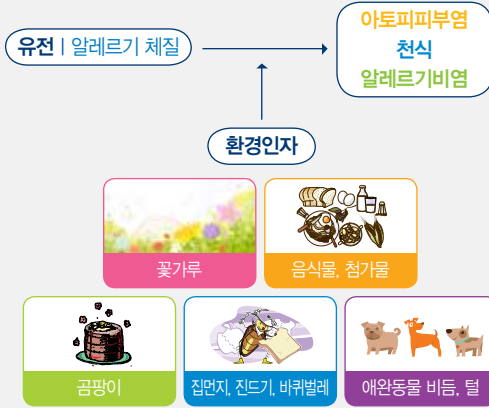 유전 | 알레르기 체질
아토피피부염
천식
알레르기비염
환경인자
꽃가루
음식물, 첨가물
곰팡이
집먼지, 진드기, 바퀴벌레
애완동물 비듬, 털